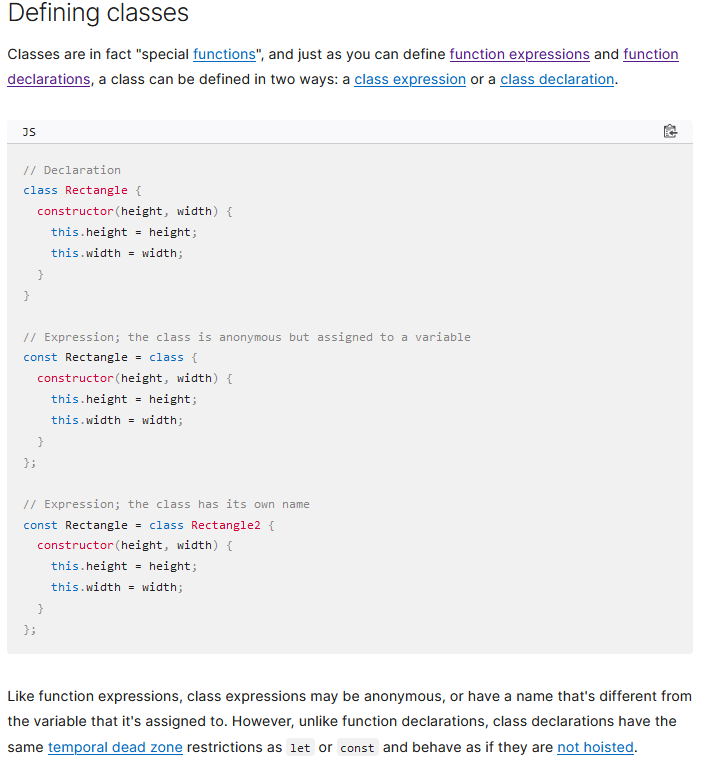 Defining classes
Classes are in fact "special functions", and just as you can define function expressions and function
declarations, a class can be defined in two ways: a class expression or a class declaration.
JS
// Declaration
class Rectangle {
  constructor(height, width) {
    this.height = height;
    this.width = width;
  }
}
// Expression; the class is anonymous but assigned to a variable
const Rectangle = class {
  constructor(height, width) {
    this.height = height;
    this.width = width;
  }
};
// Expression; the class has its own name
const Rectangle = class Rectangle2 {
  constructor(height, width) {
    this.height = height;
    this.width = width;
  }
};
Like function expressions, class expressions may be anonymous, or have a name that's different from
the variable that it's assigned to. However, unlike function declarations, class declarations have the
same temporal dead zone restrictions as let or const and behave as if they are not hoisted.